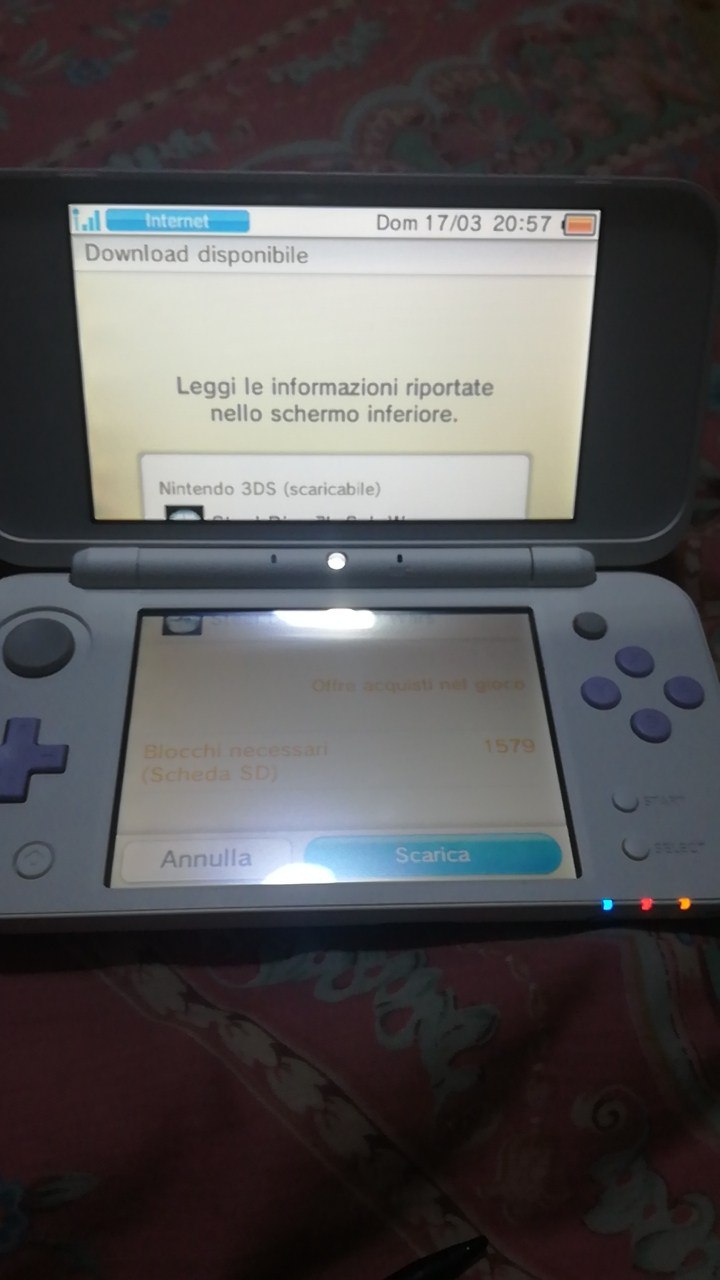 Internet
Dom 17/03 20:57
Download disponibile
Leggi le informazioni riportate
nello schermo inferiore.
Nintendo 3DS (scaricabile)
Offre acquisti nel gioco
Blocchi necessari 1579
(Scheda SD)
Annulla
Scarica
START
SELECT